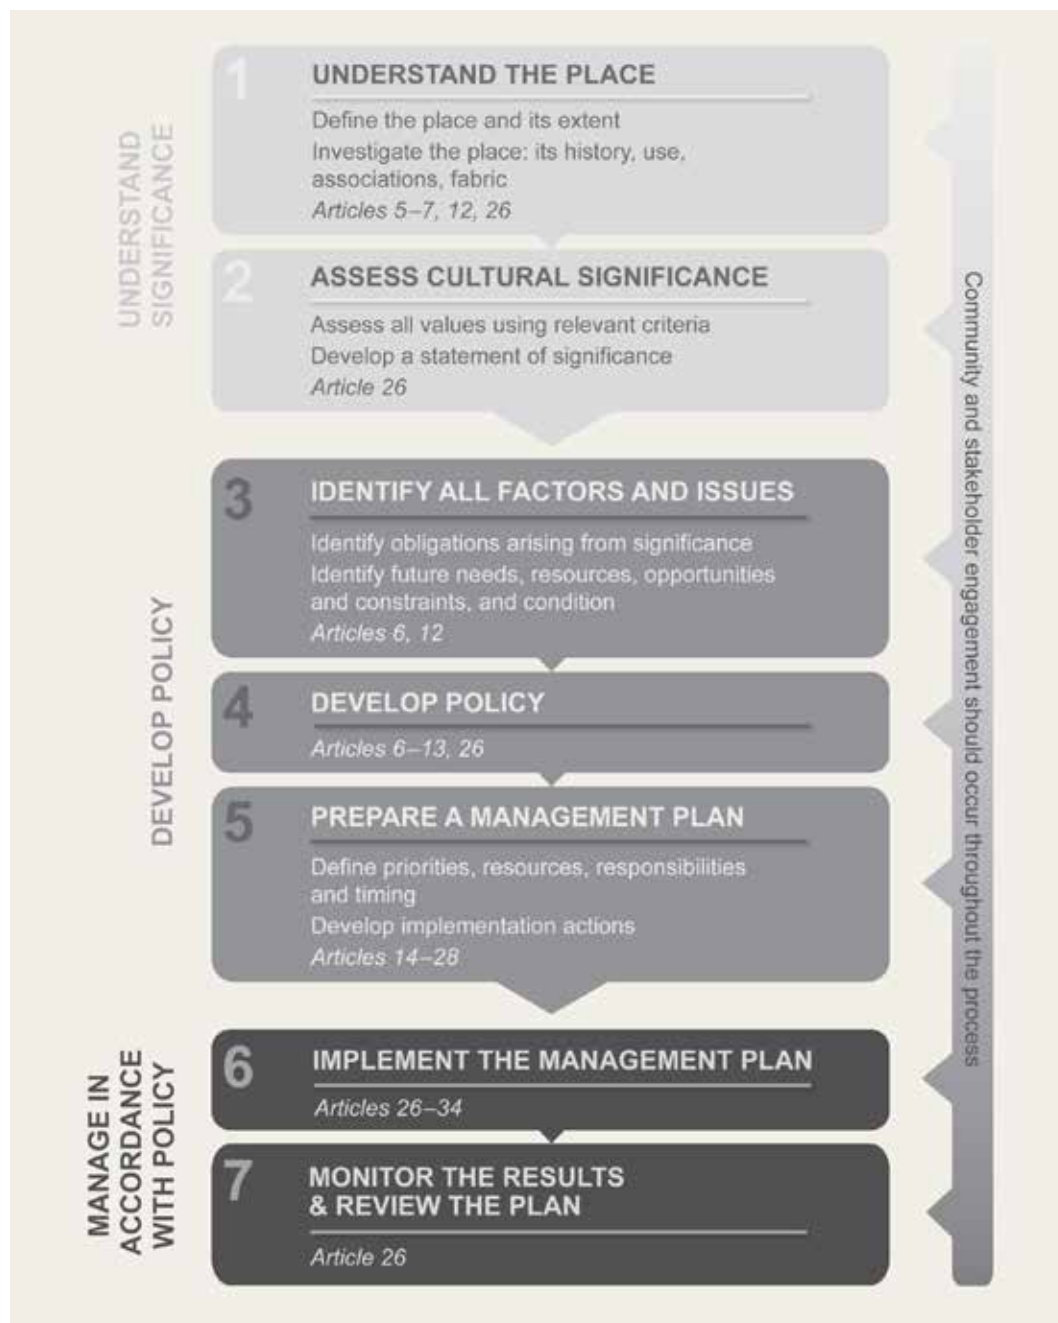 UNDERSTAND
SIGNIFICANCE
1
UNDERSTAND THE PLACE
Define the place and its extent
Investigate the place: its history, use,
associations, fabric
Articles 5–7, 12, 26
2
ASSESS CULTURAL SIGNIFICANCE
Assess all values using relevant criteria
Develop a statement of significance
Article 26
DEVELOP POLICY
3
IDENTIFY ALL FACTORS AND ISSUES
Identify obligations arising from significance
Identify future needs, resources, opportunities
and constraints, and condition
Articles 6, 12
4
DEVELOP POLICY
Articles 6–13, 26
5
PREPARE A MANAGEMENT PLAN
Define priorities, resources, responsibilities
and timing
Develop implementation actions
Articles 14–28
MANAGE IN
ACCORDANCE
WITH POLICY
6
IMPLEMENT THE MANAGEMENT PLAN
Articles 26–34
7
MONITOR THE RESULTS
& REVIEW THE PLAN
Article 26
Community and stakeholder engagement should occur throughout the process